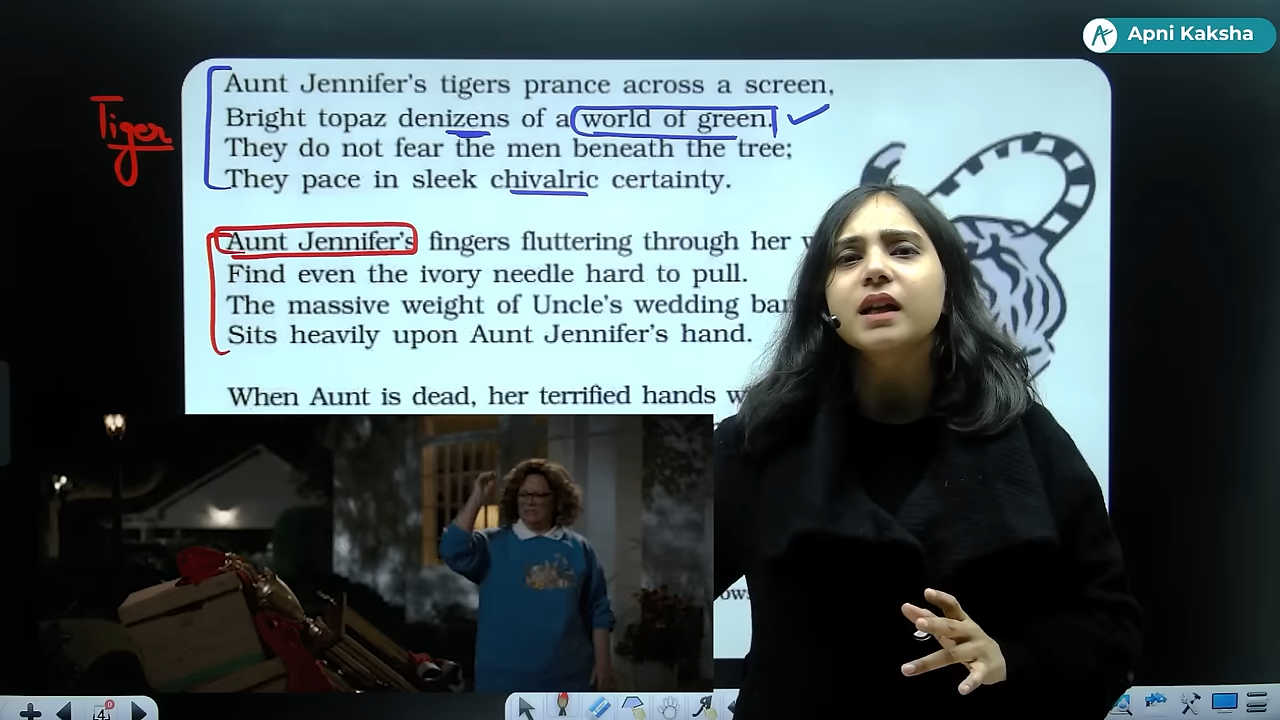 Apni Kaksha
Tiger
Aunt Jennifer's tigers prance across a screen,
Bright topaz denizens of a world of green.
They do not fear the men beneath the tree;
They pace in sleek chivalric certainty.
Aunt Jennifer's fingers fluttering through her
Find even the ivory needle hard to pull.
The massive weight of Uncle's wedding
Sits heavily upon Aunt Jennifer's hand.
When Aunt is dead, her terrified hands
4